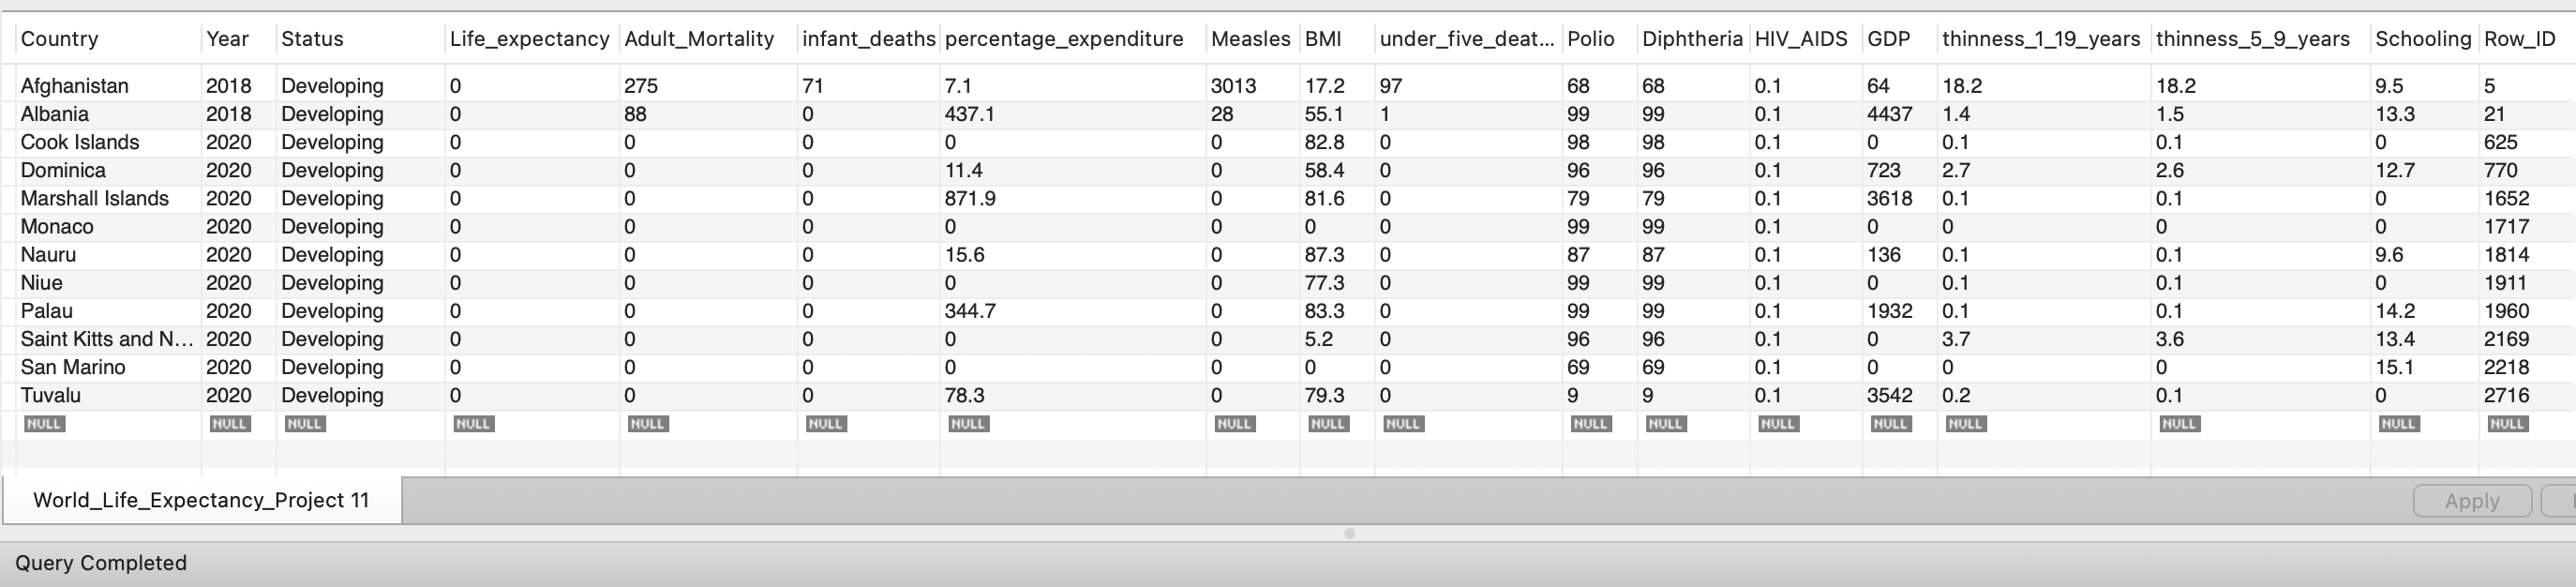 Country Year Status Life_expectancy Adult_Mortality infant_deaths percentage_expenditure Measles BMI under_five_deat... Polio Diphtheria HIV_AIDS GDP thinness_1_19_years thinness_5_9_years Schooling Row_ID
Afghanistan 2018 Developing 0 275 71 7.1 3013 17.2 97 68 68 0.1 64 18.2 18.2 9.5 5
Albania 2018 Developing 0 88 0 437.1 28 55.1 1 99 99 0.1 4437 1.4 1.5 13.3 21
Cook Islands 2020 Developing 0 0 0 0 0 82.8 0 98 98 0.1 0 0.1 0.1 0 625
Dominica 2020 Developing 0 0 0 11.4 0 58.4 0 96 96 0.1 723 2.7 2.6 12.7 770
Marshall Islands 2020 Developing 0 0 0 871.9 0 81.6 0 79 79 0.1 3618 0.1 0.1 0 1652
Monaco 2020 Developing 0 0 0 0 0 0 0 99 99 0.1 0 0 0 0 1717
Nauru 2020 Developing 0 0 0 15.6 0 87.3 0 87 87 0.1 136 0.1 0.1 9.6 1814
Niue 2020 Developing 0 0 0 0 0 77.3 0 99 99 0.1 0 0.1 0.1 0 1911
Palau 2020 Developing 0 0 0 344.7 0 83.3 0 99 99 0.1 1932 0.1 0.1 14.2 1960
Saint Kitts and N... 2020 Developing 0 0 0 0 0 5.2 0 96 96 0.1 0 3.7 3.6 13.4 2169
San Marino 2020 Developing 0 0 0 0 0 0 0 69 69 0.1 0 0 0 15.1 2218
Tuvalu 2020 Developing 0 0 0 78.3 0 79.3 0 9 9 0.1 3542 0.2 0.1 0 2716
NULL NULL NULL NULL NULL NULL NULL NULL NULL NULL NULL NULL NULL NULL NULL NULL NULL NULL
World_Life_Expectancy_Project 11 Apply
Query Completed